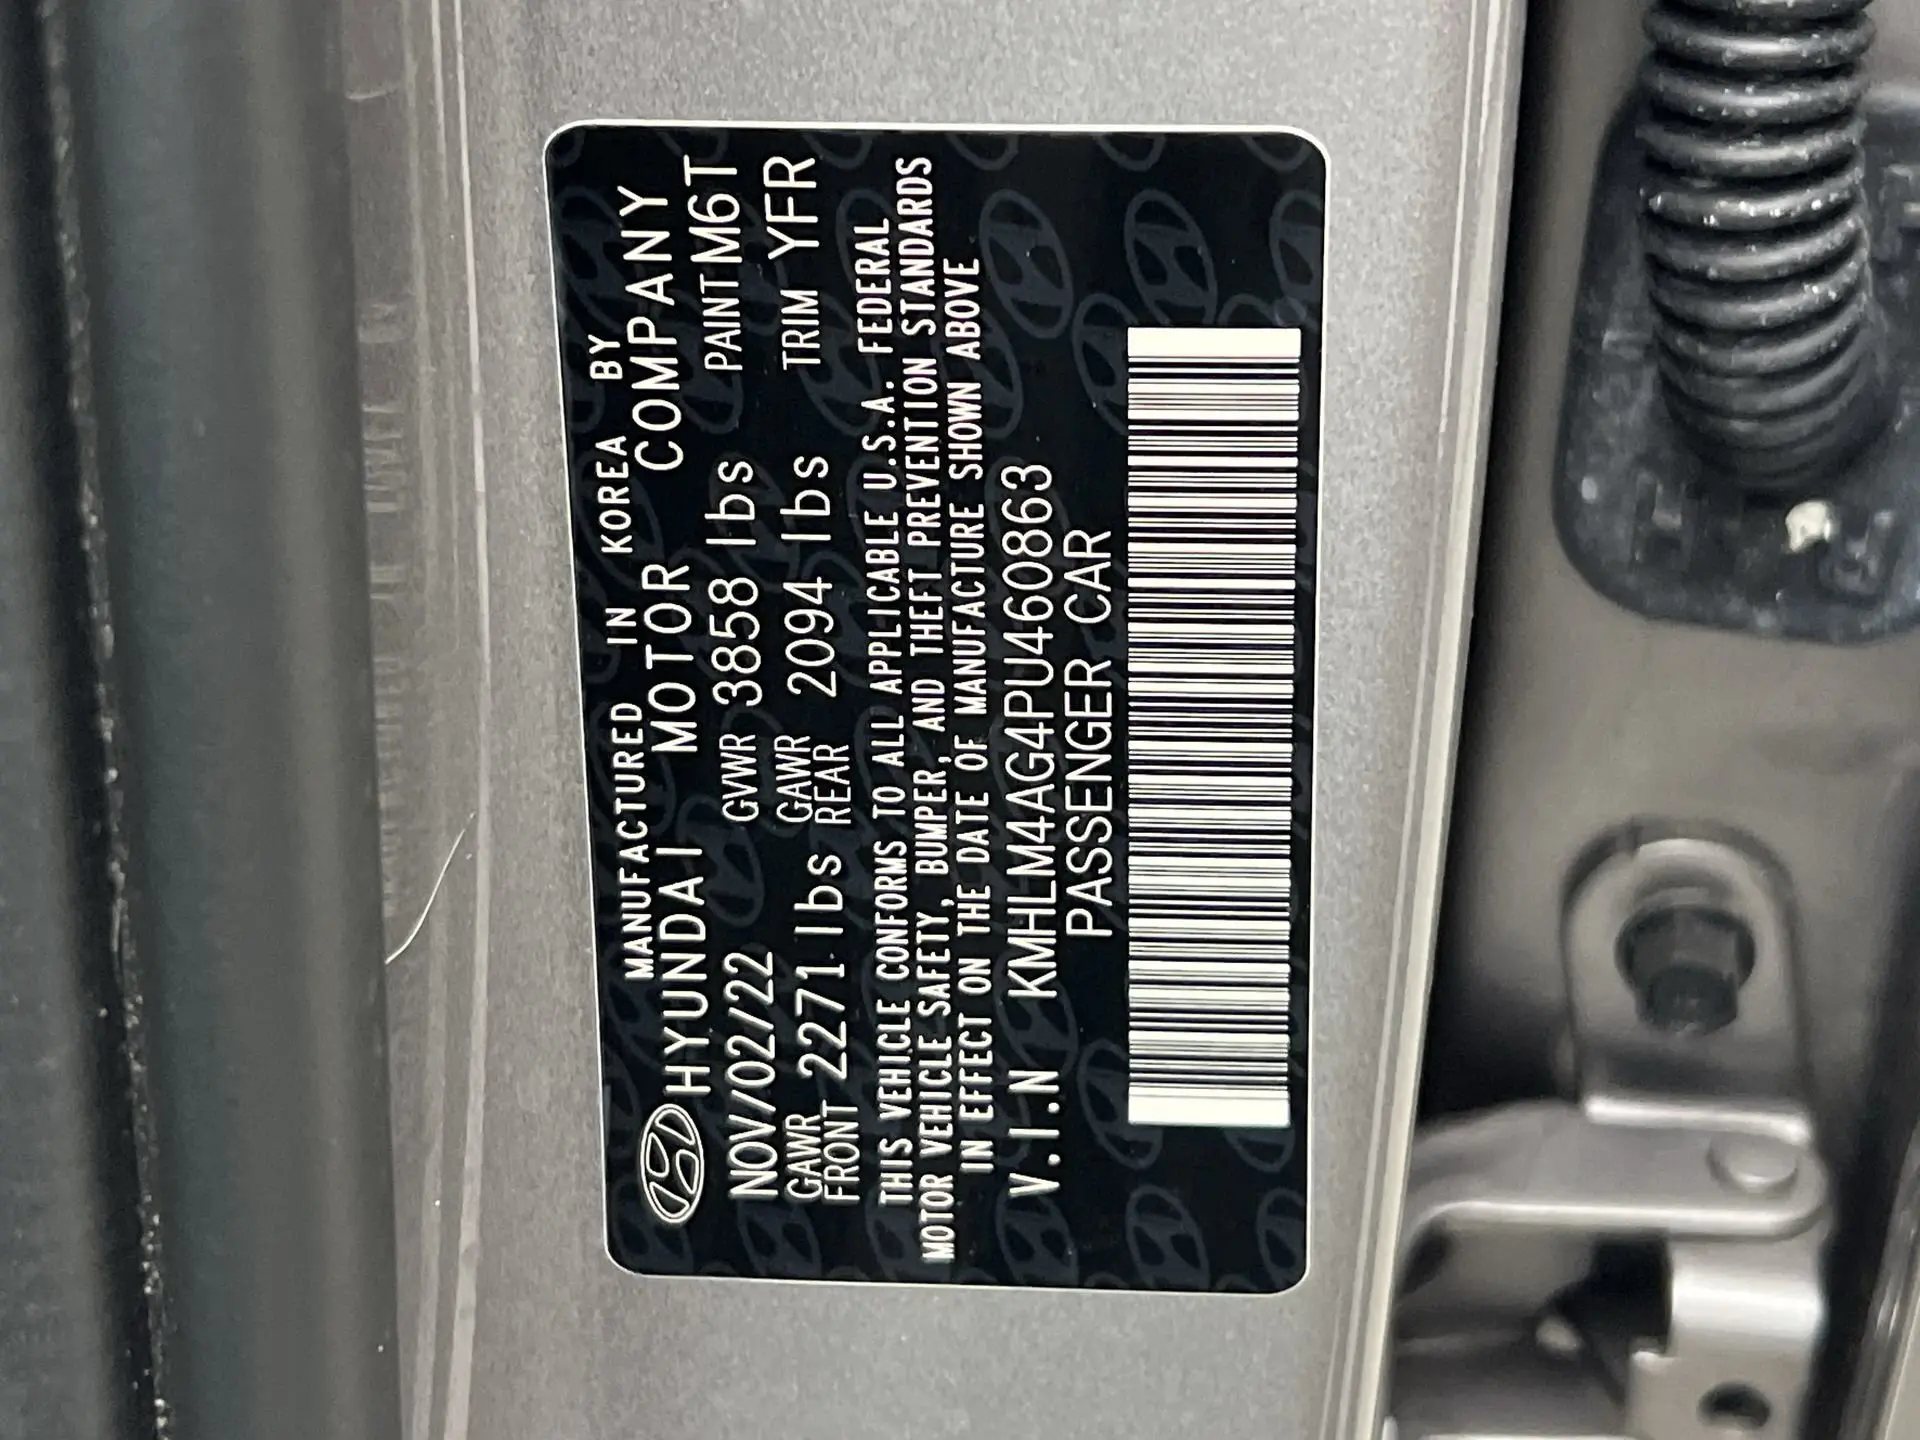 MANUFACTURED IN KOREA BY
HYUNDAI MOTOR COMPANY
NOV/02/22 GVWR 3858 lbs PAINT M6T
GAWR FRONT 2271 lbs GAWR REAR 2094 lbs TRIM YFR
THIS VEHICLE CONFORMS TO ALL APPLICABLE U.S.A. FEDERAL
MOTOR VEHICLE SAFETY, BUMPER, AND THEFT PREVENTION STANDARDS
IN EFFECT ON THE DATE OF MANUFACTURE SHOWN ABOVE
V.I.N KMHLM4AG4PU460863
PASSENGER CAR